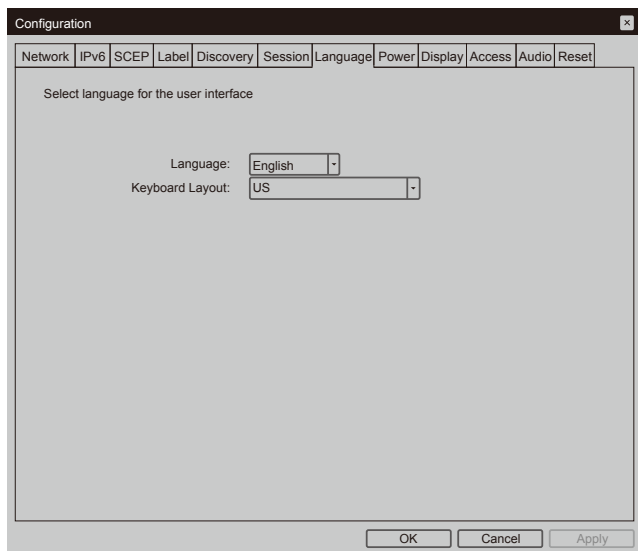 Configuration
Network IPv6 SCEP Label Discovery Session Language Power Display Access Audio Reset
Select language for the user interface
Language: English
Keyboard Layout: US
OK Cancel Apply